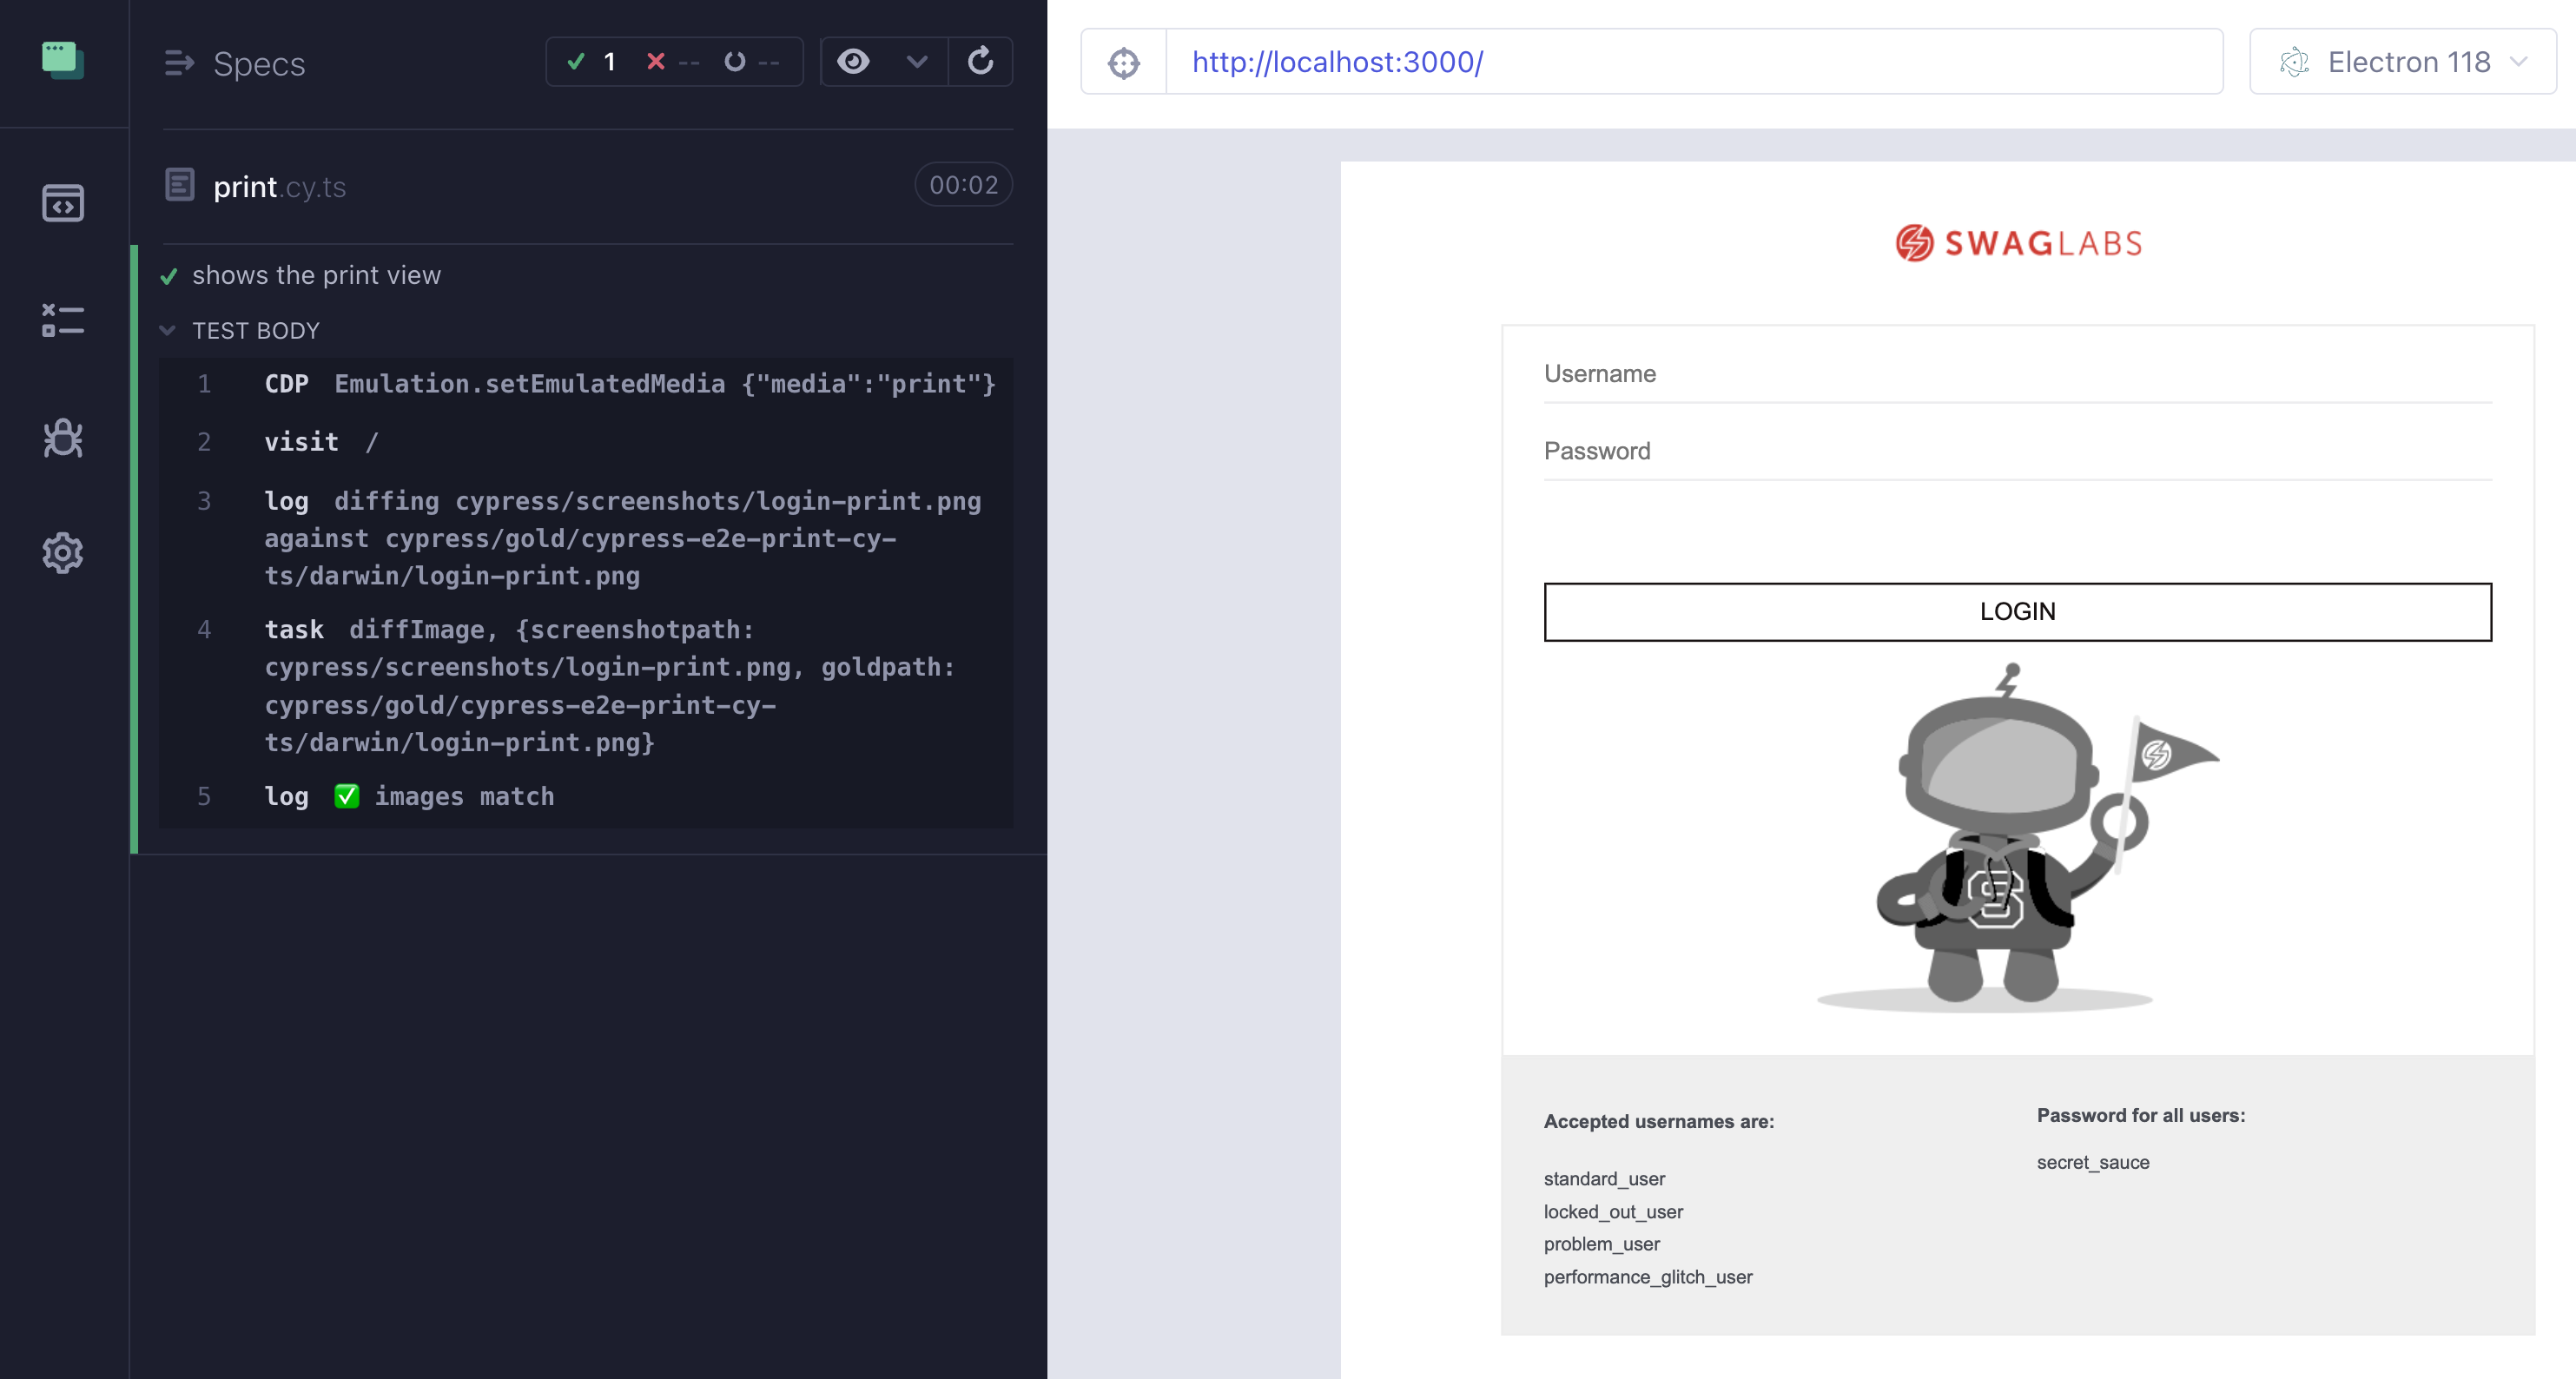 Specs
1 -- --
http://localhost:3000/
Electron 118
print.cy.ts
00:02
shows the print view
TEST BODY
1 CDP Emulation.setEmulatedMedia {"media":"print"}
2 visit /
3 log diffing cypress/screenshots/login-print.png
against cypress/gold/cypress-e2e-print-cy-
ts/darwin/login-print.png
4 task diffImage, {screenshotpath:
cypress/screenshots/login-print.png, goldpath:
cypress/gold/cypress-e2e-print-cy-
ts/darwin/login-print.png}
5 log ✅ images match
SWAGLABS
Username
Password
LOGIN
S
Accepted usernames are:
standard_user
locked_out_user
problem_user
performance_glitch_user
Password for all users:
secret_sauce